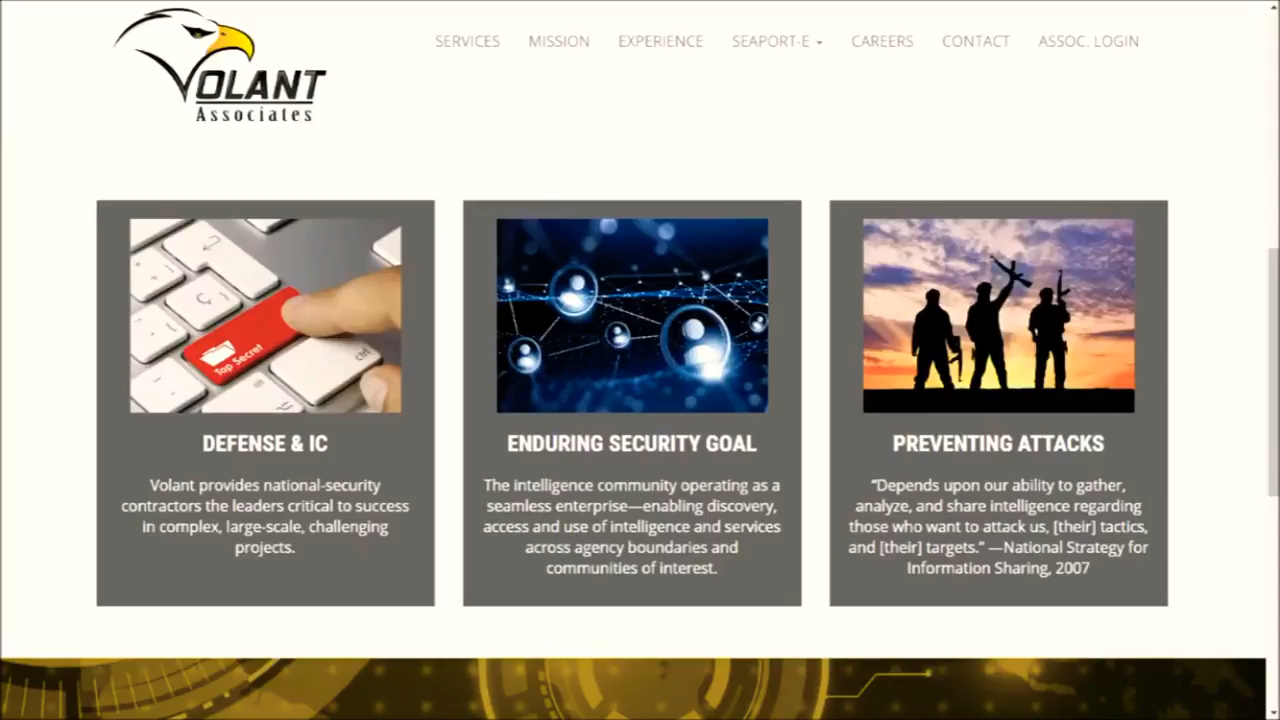 VOLANT
Associates
SERVICES MISSION EXPERIENCE SEAPORT-E CAREERS CONTACT ASSOC. LOGIN
Top Secret
ctrl
DEFENSE & IC
Volant provides national-security
contractors the leaders critical to success
in complex, large-scale, challenging
projects.
ENDURING SECURITY GOAL
The intelligence community operating as a
seamless enterprise—enabling discovery,
access and use of intelligence and services
across agency boundaries and
communities of interest.
PREVENTING ATTACKS
“Depends upon our ability to gather,
analyze, and share intelligence regarding
those who want to attack us, [their] tactics,
and [their] targets.” —National Strategy for
Information Sharing, 2007